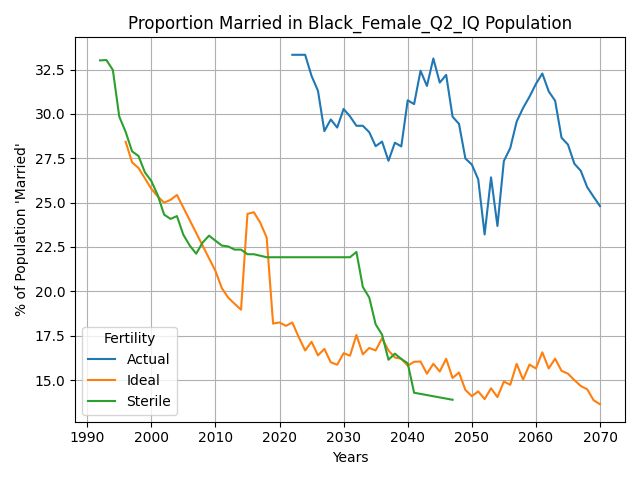 Proportion Married in Black_Female_Q2_IQ Population
% of Population 'Married'
32.5
30.0
27.5
25.0
22.5
20.0
17.5
15.0
Fertility
Actual
Ideal
Sterile
1990 2000 2010 2020 2030 2040 2050 2060 2070
Years